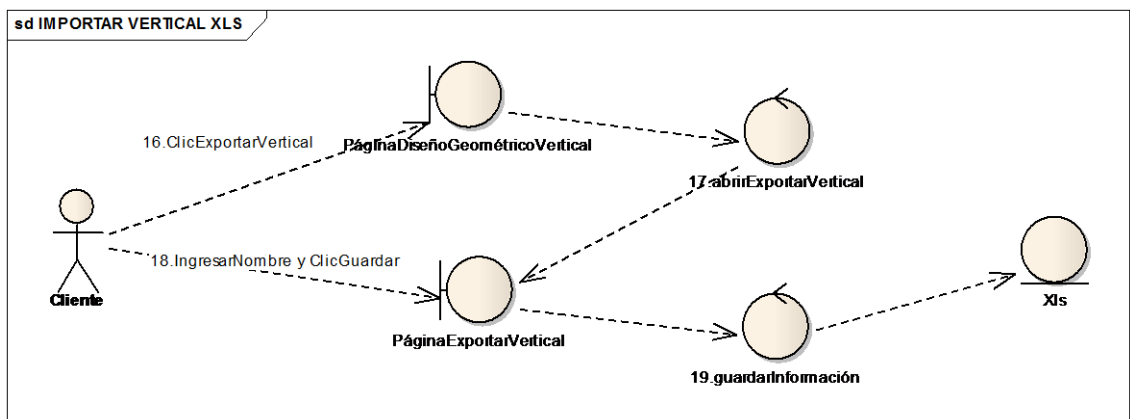 sd IMPORTAR VERTICAL XLS
16.ClicExportarVertical
PáginaDiseñoGeométricoVertical
17.abrirExportarVertical
18.IngresarNombre y ClicGuardar
Cliente
Xls
PáginaExportarVertical
19.guardarInformación